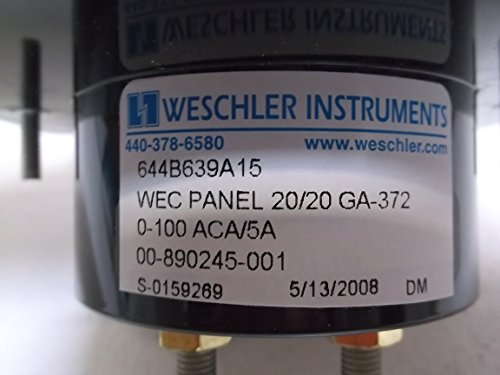 WESCHLER INSTRUMENTS
440-378-6580 www.weschler.com
644B639A15
WEC PANEL 20/20 GA-372
0-100 ACA/5A
00-890245-001
S-0159269 5/13/2008 DM